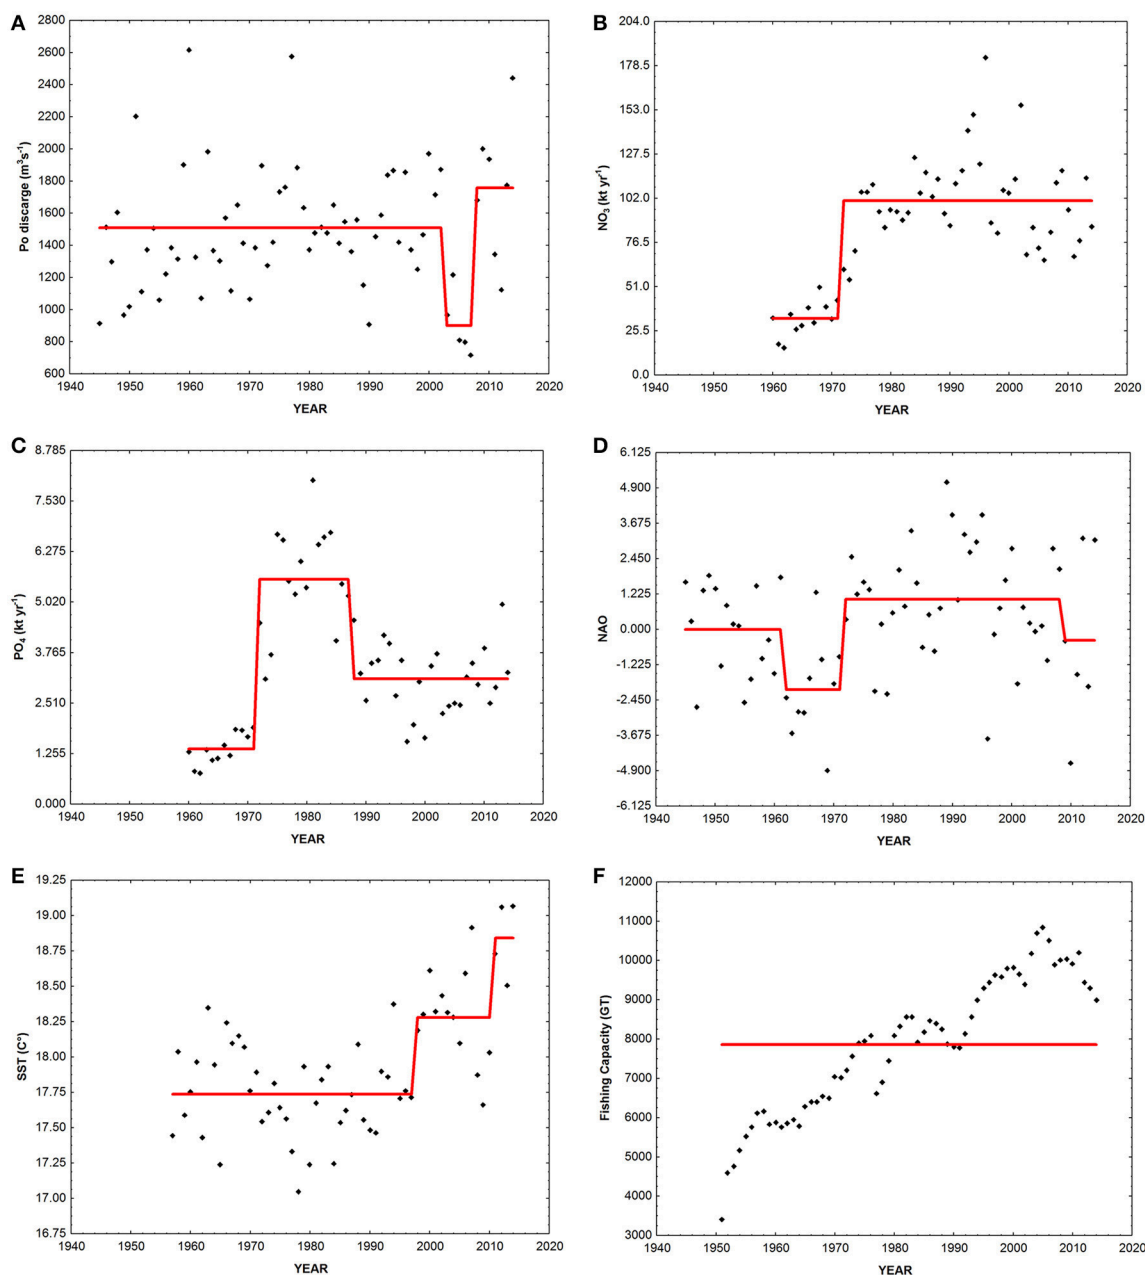 A
Po discarge (m³s⁻¹)
2800
2600
2400
2200
2000
1800
1600
1400
1200
1000
800
600
1940 1950 1960 1970 1980 1990 2000 2010 2020
YEAR
B
NO₃ (kt yr⁻¹)
204.0
178.5
153.0
127.5
102.0
76.5
51.0
25.5
0.0
1940 1950 1960 1970 1980 1990 2000 2010 2020
YEAR
C
PO₄ (kt yr⁻¹)
8.785
7.530
6.275
5.020
3.765
2.510
1.255
0.000
1940 1950 1960 1970 1980 1990 2000 2010 2020
YEAR
D
NAO
6.125
4.900
3.675
2.450
1.225
0.000
-1.225
-2.450
-3.675
-4.900
-6.125
1940 1950 1960 1970 1980 1990 2000 2010 2020
YEAR
E
SST (C°)
19.25
19.00
18.75
18.50
18.25
18.00
17.75
17.50
17.25
17.00
16.75
1940 1950 1960 1970 1980 1990 2000 2010 2020
YEAR
F
Fishing Capacity (GT)
12000
11000
10000
9000
8000
7000
6000
5000
4000
3000
1940 1950 1960 1970 1980 1990 2000 2010 2020
YEAR